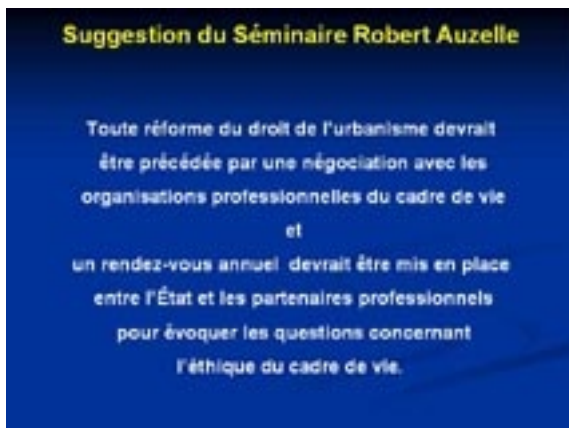 Suggestion du Séminaire Robert Auzelle
Toute réforme du droit de l'urbanisme devrait
être précédée par une négociation avec les
organisations professionnelles du cadre de vie
et
un rendez-vous annuel devrait être mis en place
entre l'État et les partenaires professionnels
pour évoquer les questions concernant
l'éthique du cadre de vie.